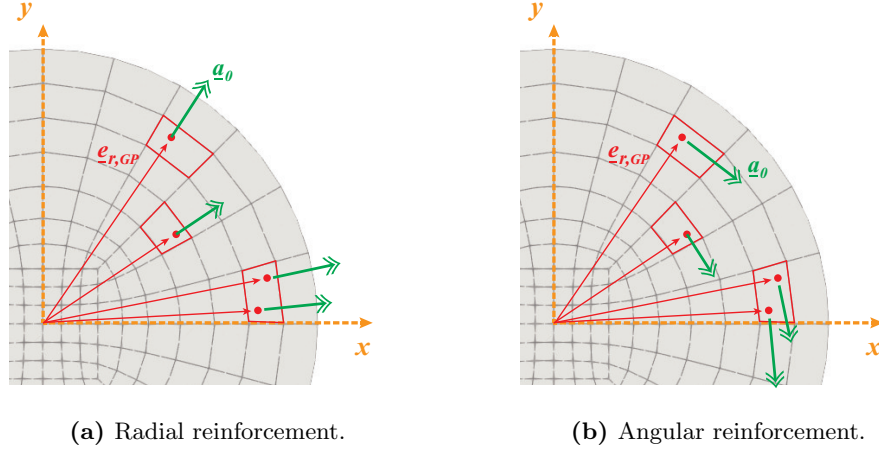 y
a₀
e r,GP
x
(a) Radial reinforcement.
y
e r,GP
a₀
x
(b) Angular reinforcement.